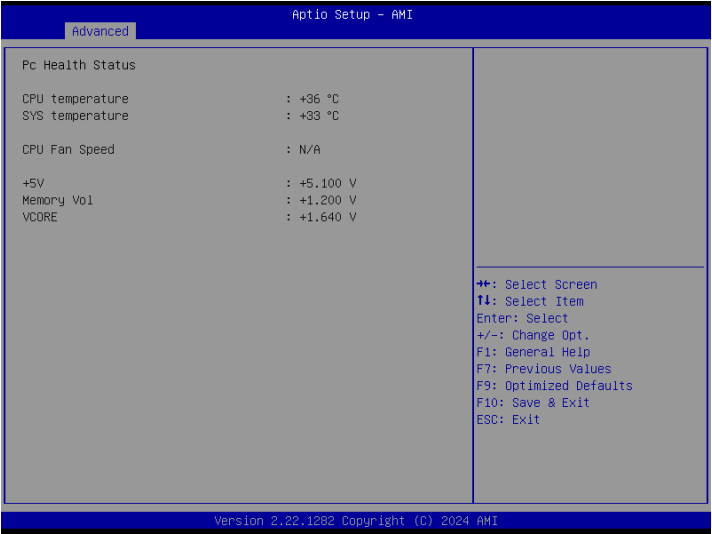 Aptio Setup – AMI
Advanced
Pc Health Status
CPU temperature : +36 °C
SYS temperature : +33 °C
CPU Fan Speed : N/A
+5V : +5.100 V
Memory Vol : +1.200 V
VCORE : +1.640 V
→←: Select Screen
↑↓: Select Item
Enter: Select
+/-: Change Opt.
F1: General Help
F7: Previous Values
F9: Optimized Defaults
F10: Save & Exit
ESC: Exit
Version 2.22.1282 Copyright (C) 2024 AMI